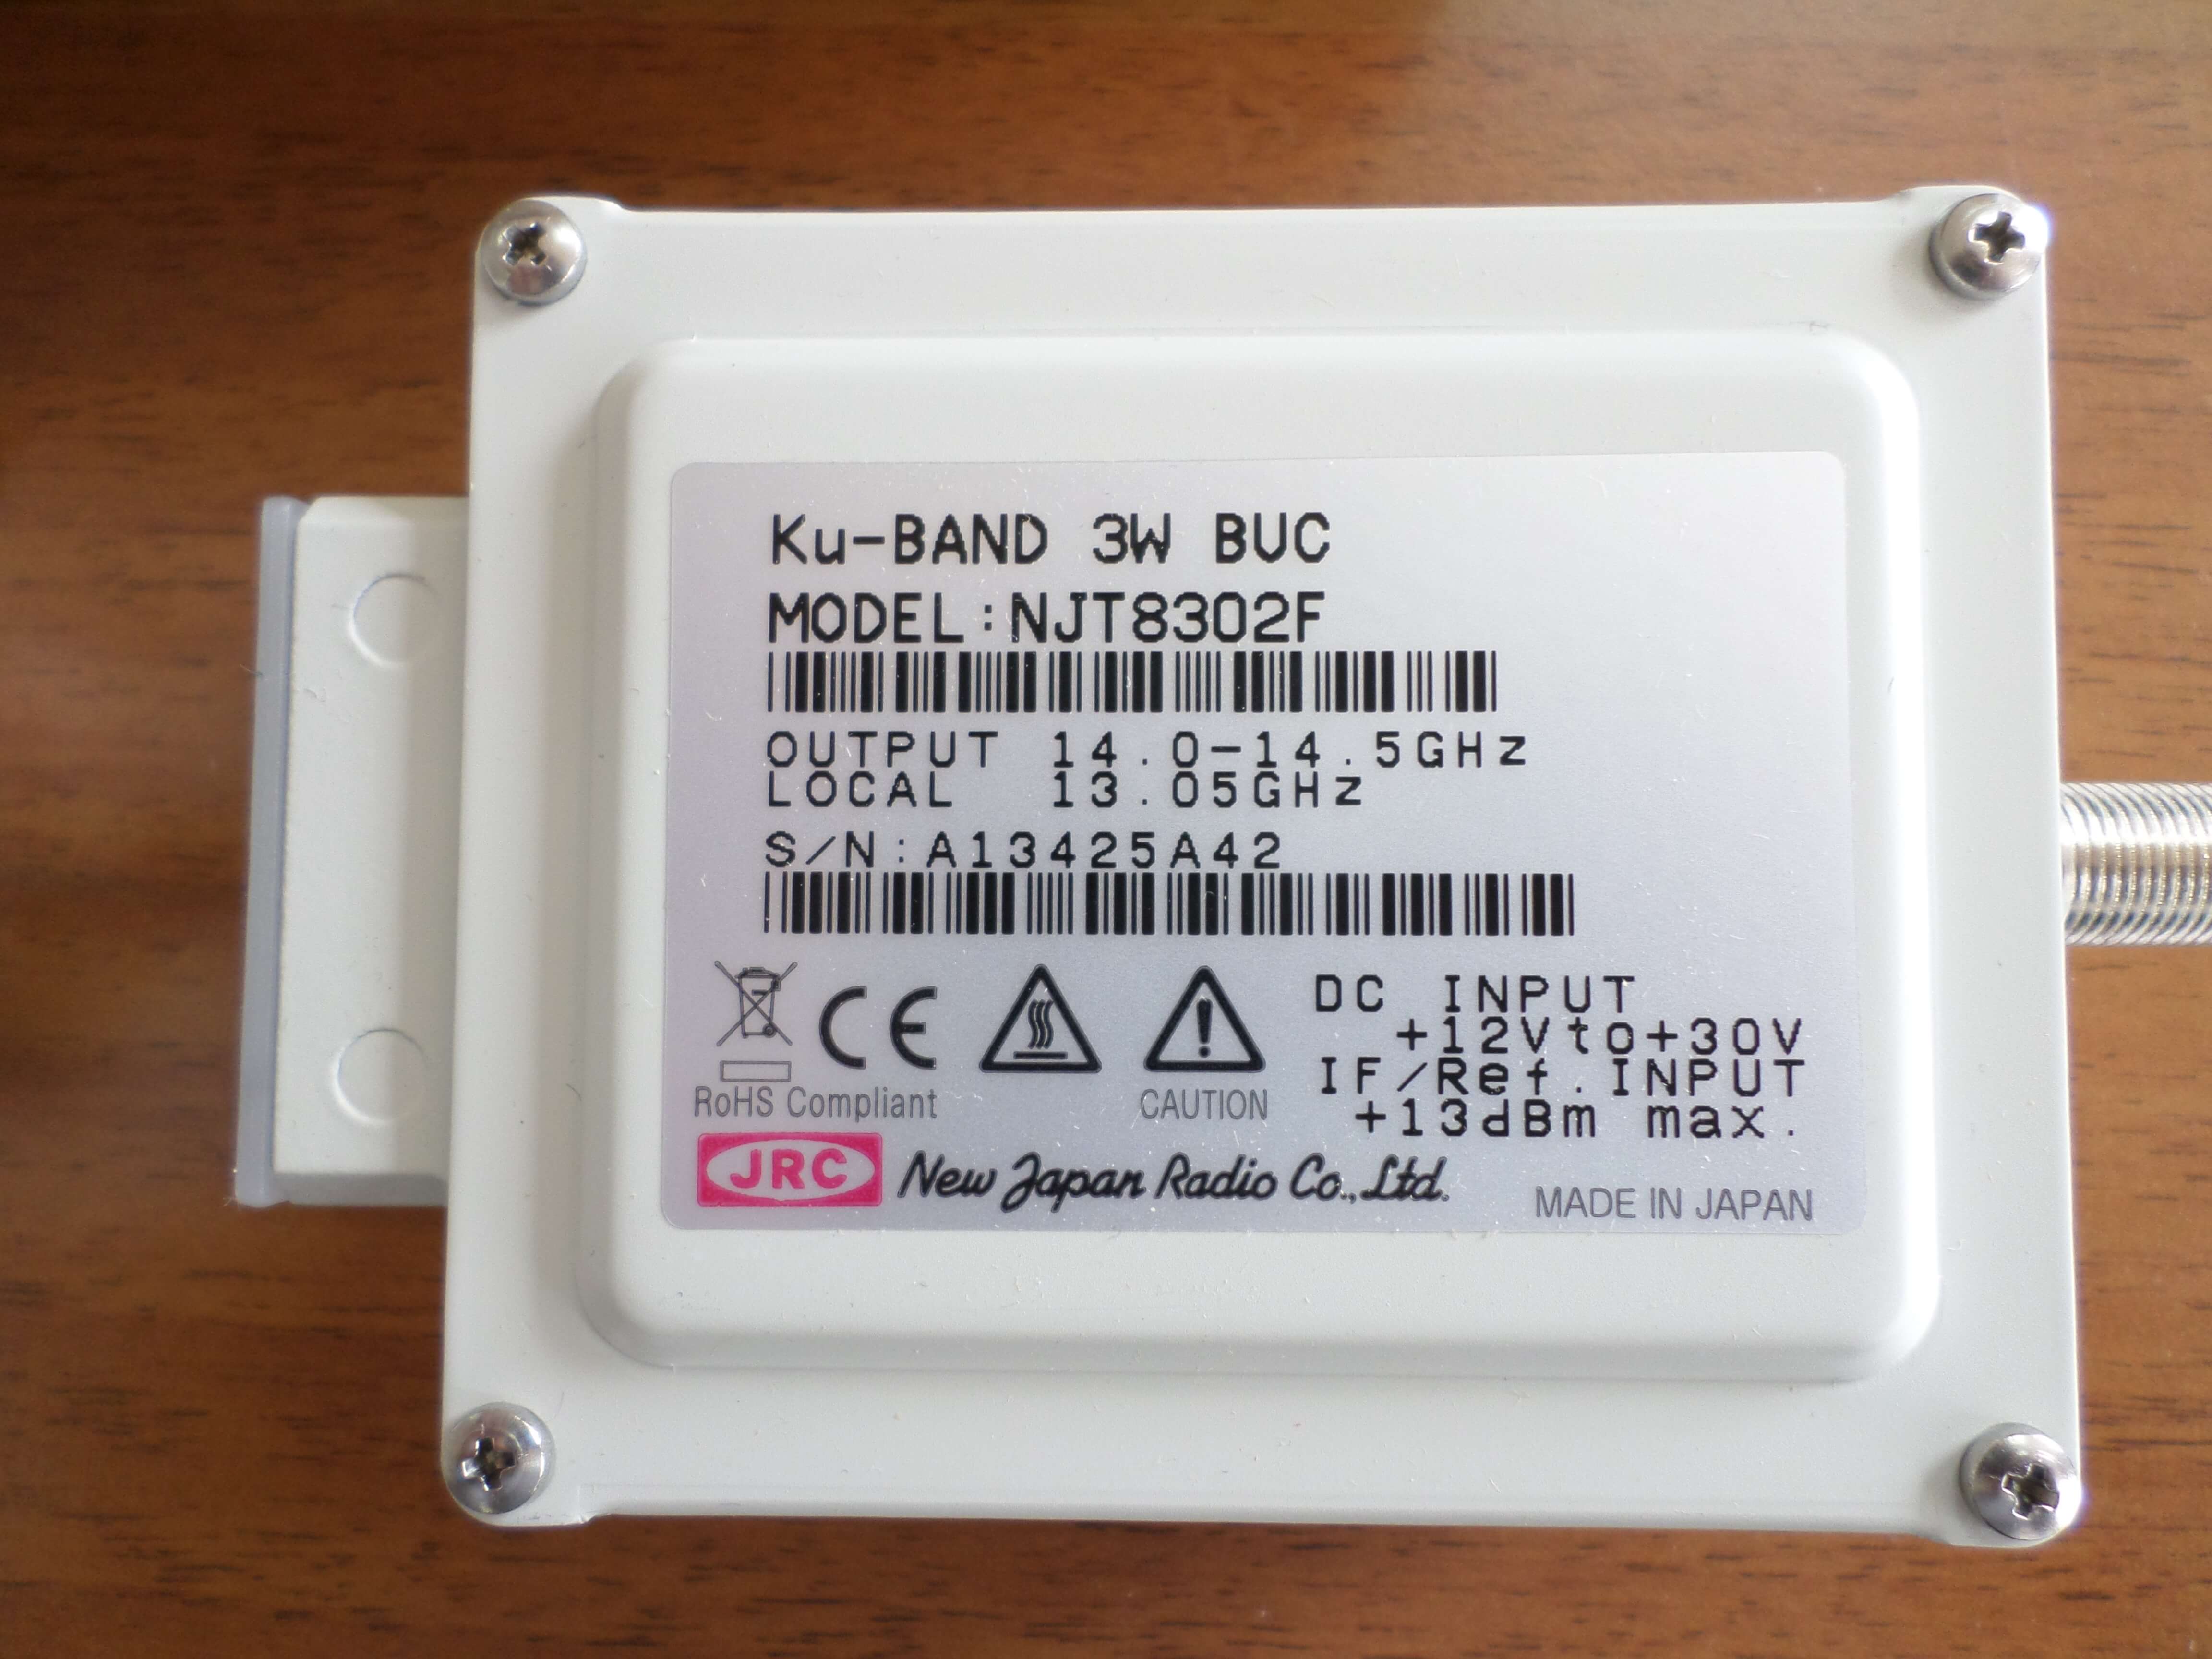 Ku-BAND 3W BUC
MODEL:NJT8302F
OUTPUT 14.0-14.5GHz
LOCAL 13.05GHz
S/N:A13425A42
CE
RoHS Compliant
CAUTION
DC INPUT
+12Vto+30V
IF/Ref.INPUT
+13dBm max.
JRC New Japan Radio Co.,Ltd.
MADE IN JAPAN